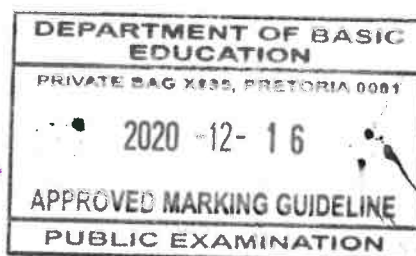 DEPARTMENT OF BASIC
EDUCATION
PRIVATE BAG X895, PRETORIA 0001
2020 -12- 16
APPROVED MARKING GUIDELINE
PUBLIC EXAMINATION